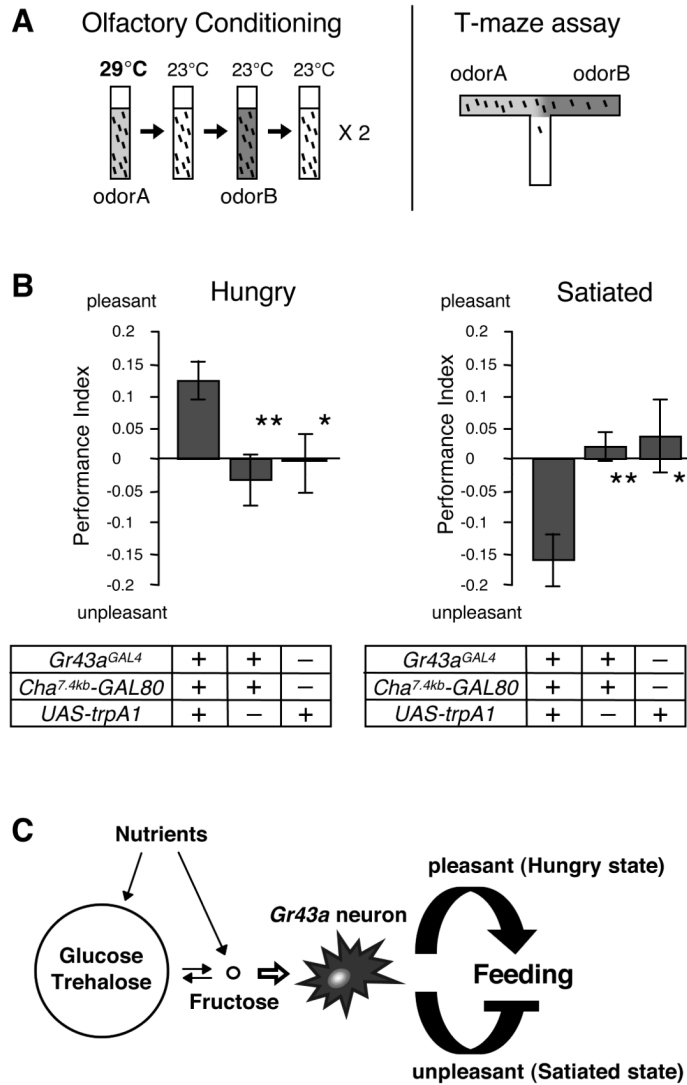 A
Olfactory Conditioning
T-maze assay
29°C 23°C 23°C 23°C
X 2
odorA odorB
odorA odorB
B
Hungry
pleasant
Performance Index
0.2
0.15
0.1
0.05
0
-0.05
-0.1
-0.15
-0.2
** *
unpleasant
Gr43aGAL4 + + –
Cha7.4kb-GAL80 + + –
UAS-trpA1 + – +
Satiated
pleasant
Performance Index
0.2
0.15
0.1
0.05
0
-0.05
-0.1
-0.15
-0.2
** *
unpleasant
Gr43aGAL4 + + –
Cha7.4kb-GAL80 + + –
UAS-trpA1 + – +
C
Nutrients
Glucose
Trehalose
Fructose
Gr43a neuron
pleasant (Hungry state)
Feeding
unpleasant (Satiated state)